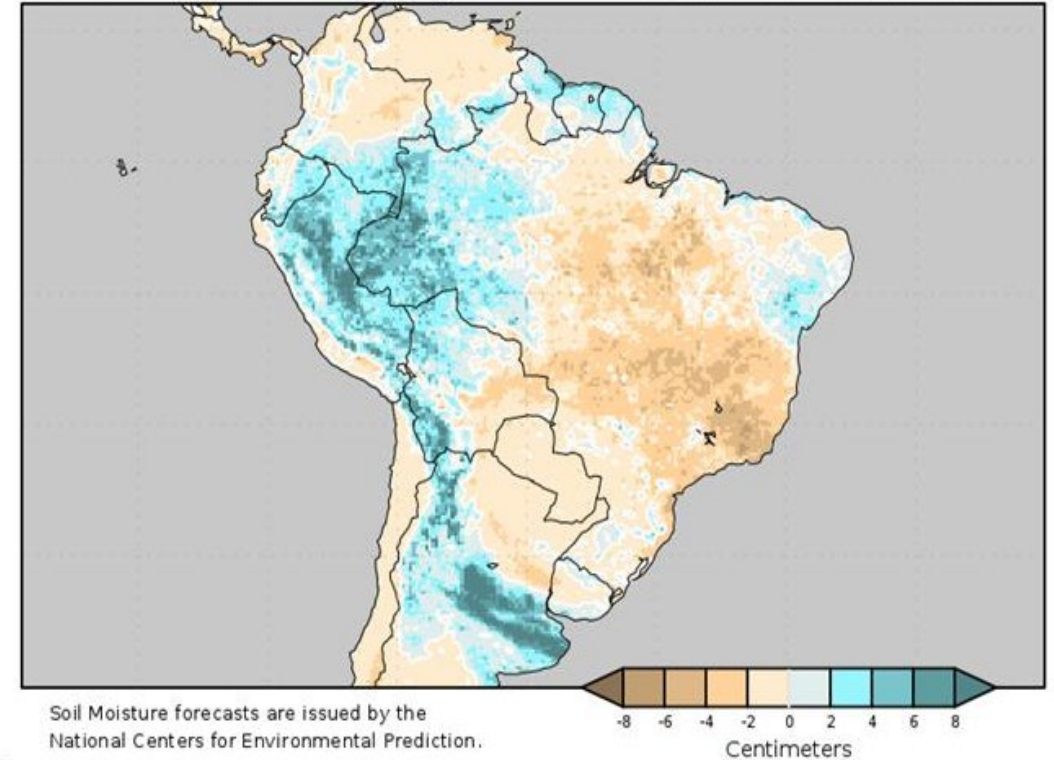 -8 -6 -4 -2 0 2 4 6 8
Soil Moisture forecasts are issued by the
National Centers for Environmental Prediction.
Centimeters